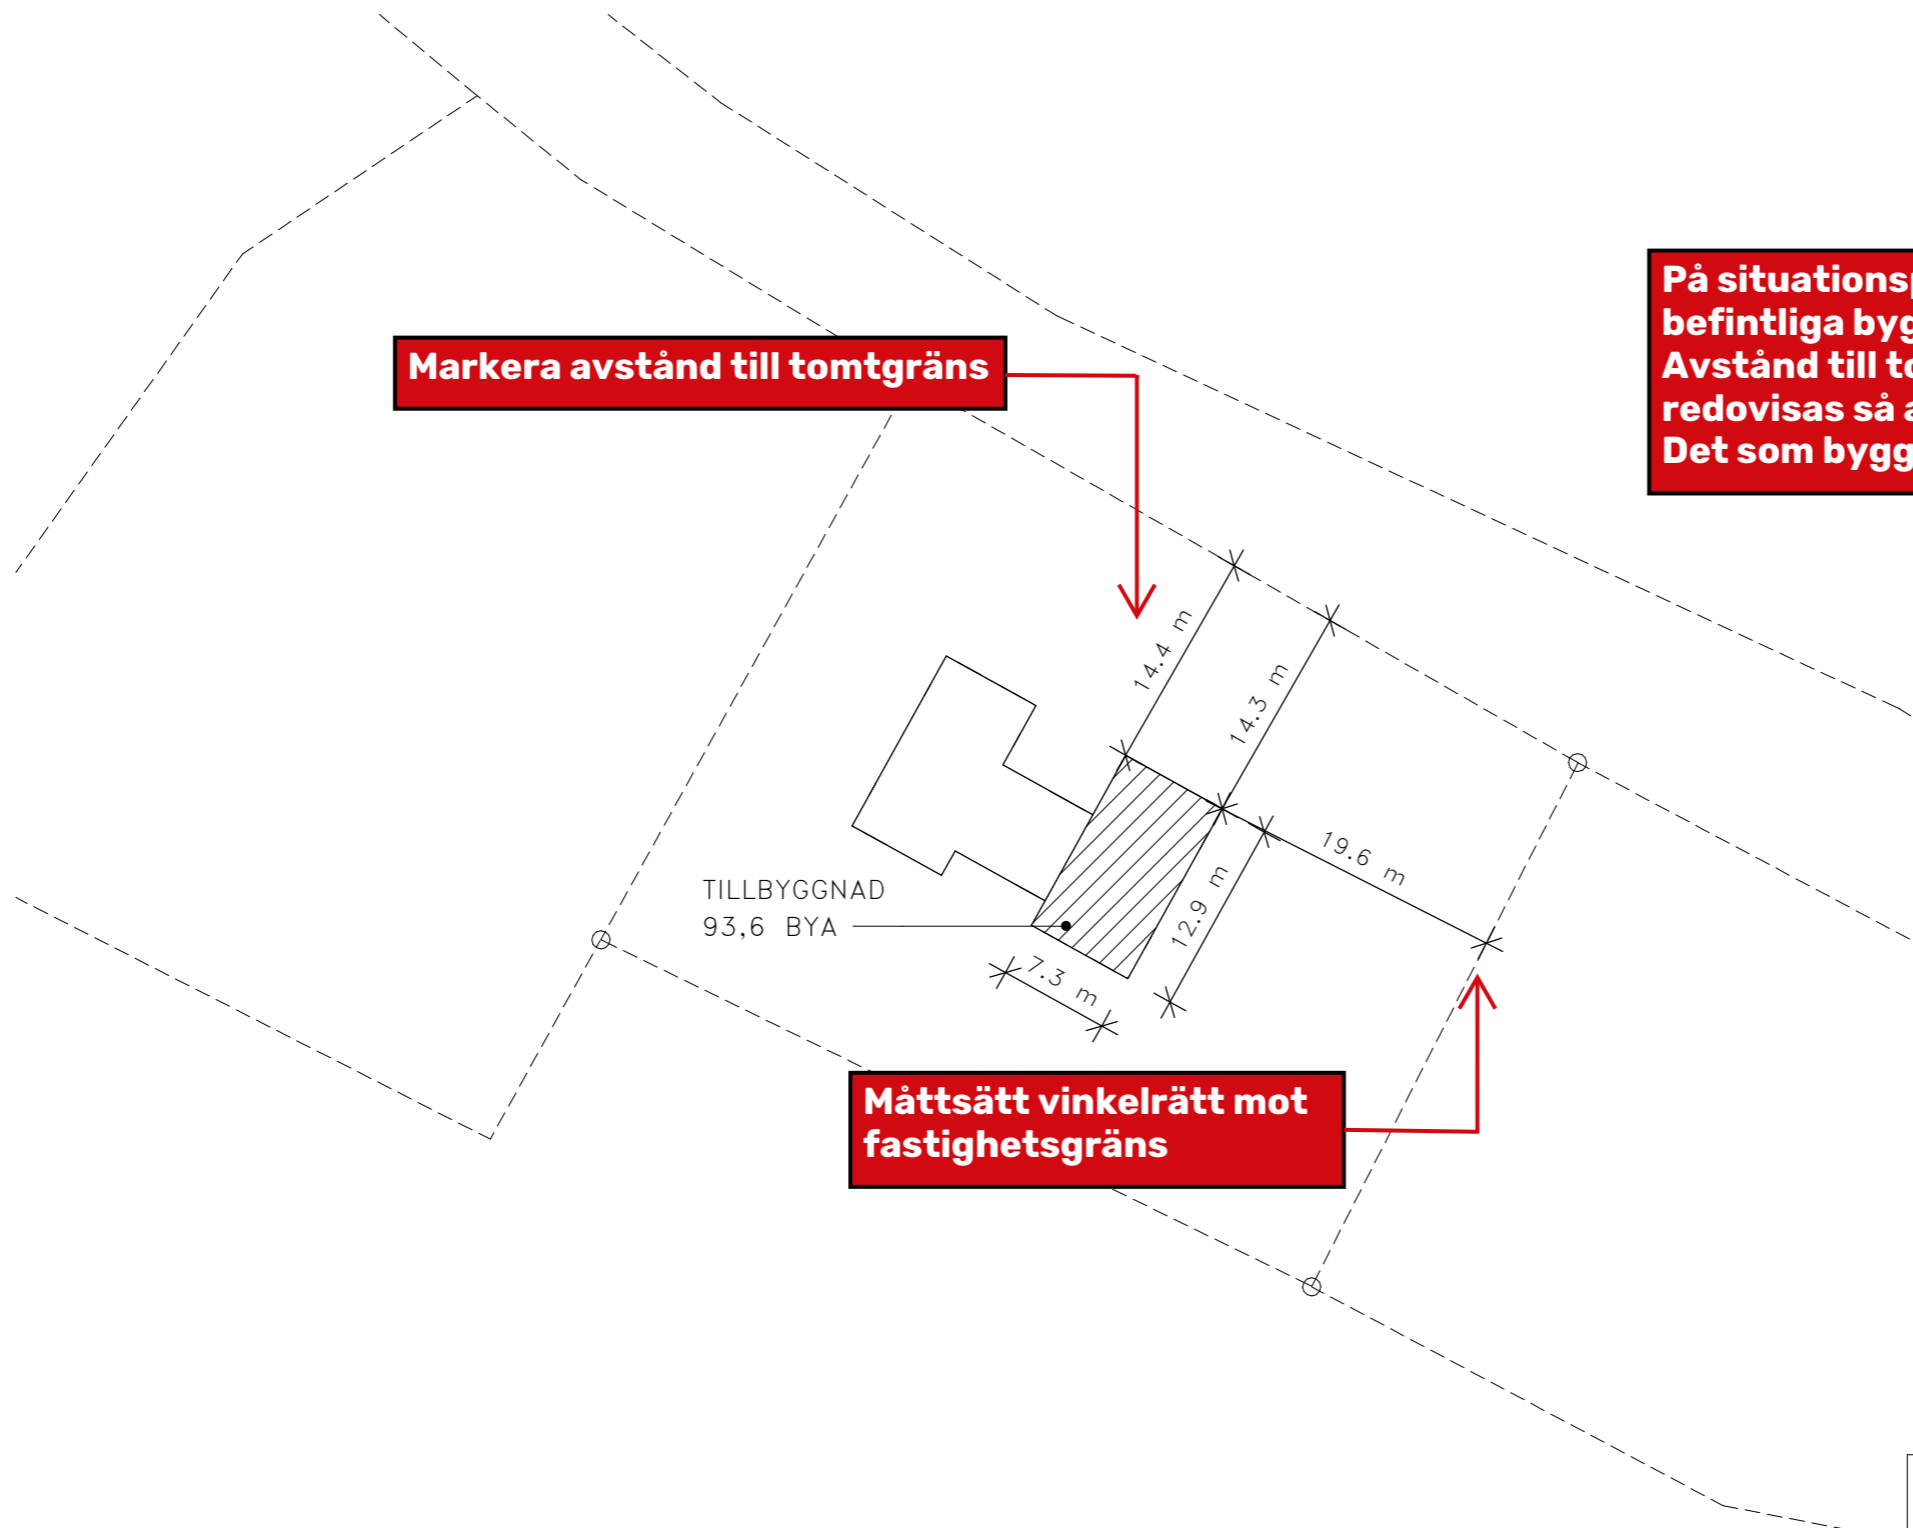 På situationsp
befintliga byg
Avstånd till to
redovisas så a
Det som bygg
Markera avstånd till tomtgräns
14.4 m
14.3 m
19.6 m
12.9 m
7.3 m
TILLBYGGNAD
93,6 BYA
Måttsätt vinkelrätt mot
fastighetsgräns